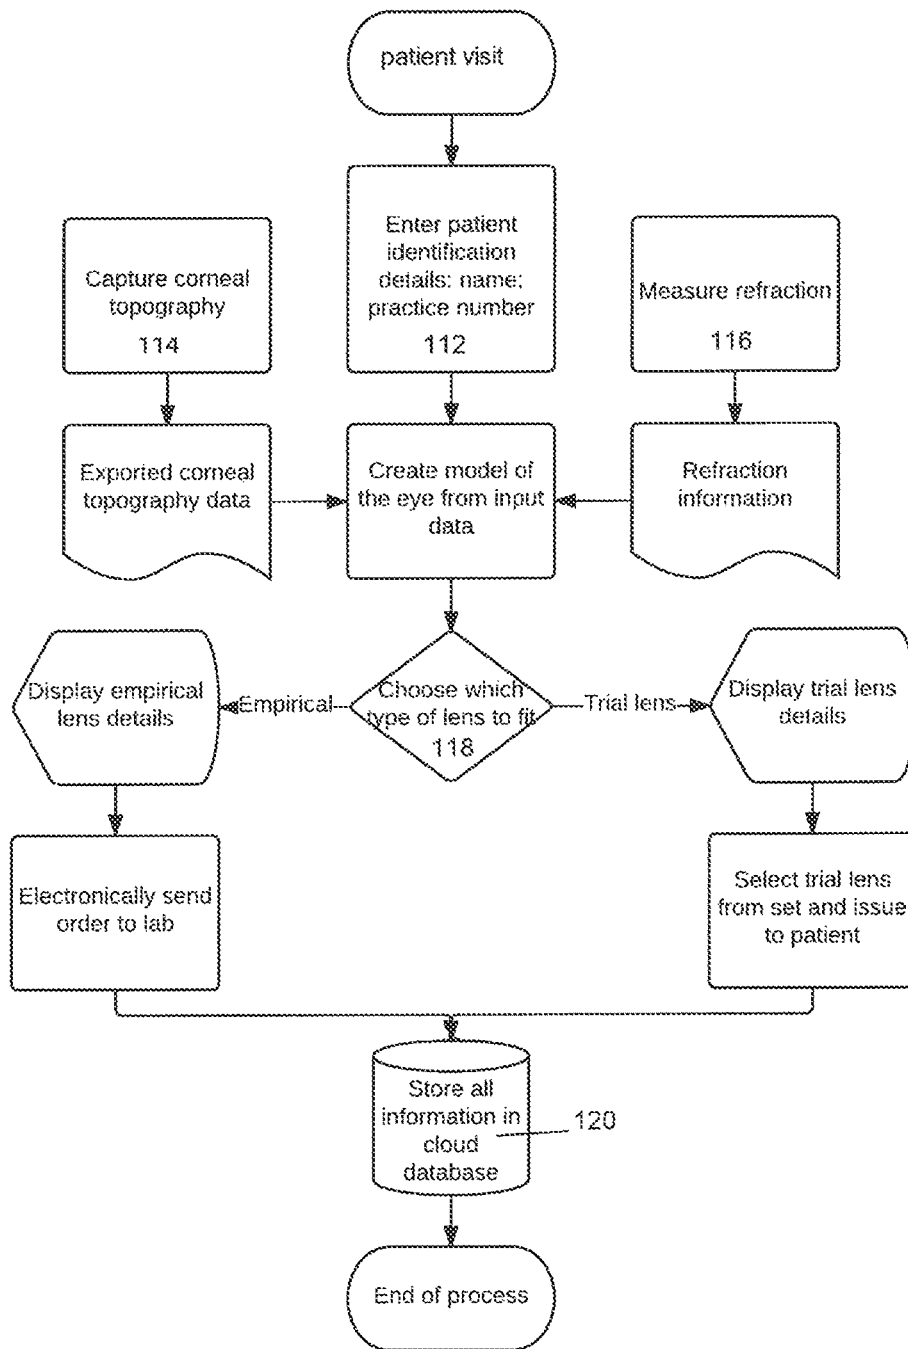 patient visit
Enter patient
identification
details: name;
practice number
112
Capture corneal
topography
114
Measure refraction
116
Exported corneal
topography data
Create model of
the eye from input
data
Refraction
information
Display empirical
lens details
Empirical
Choose which
type of lens to fit
118
Trial lens
Display trial lens
details
Electronically send
order to lab
Select trial lens
from set and issue
to patient
Store all
information in
cloud
database
120
End of process